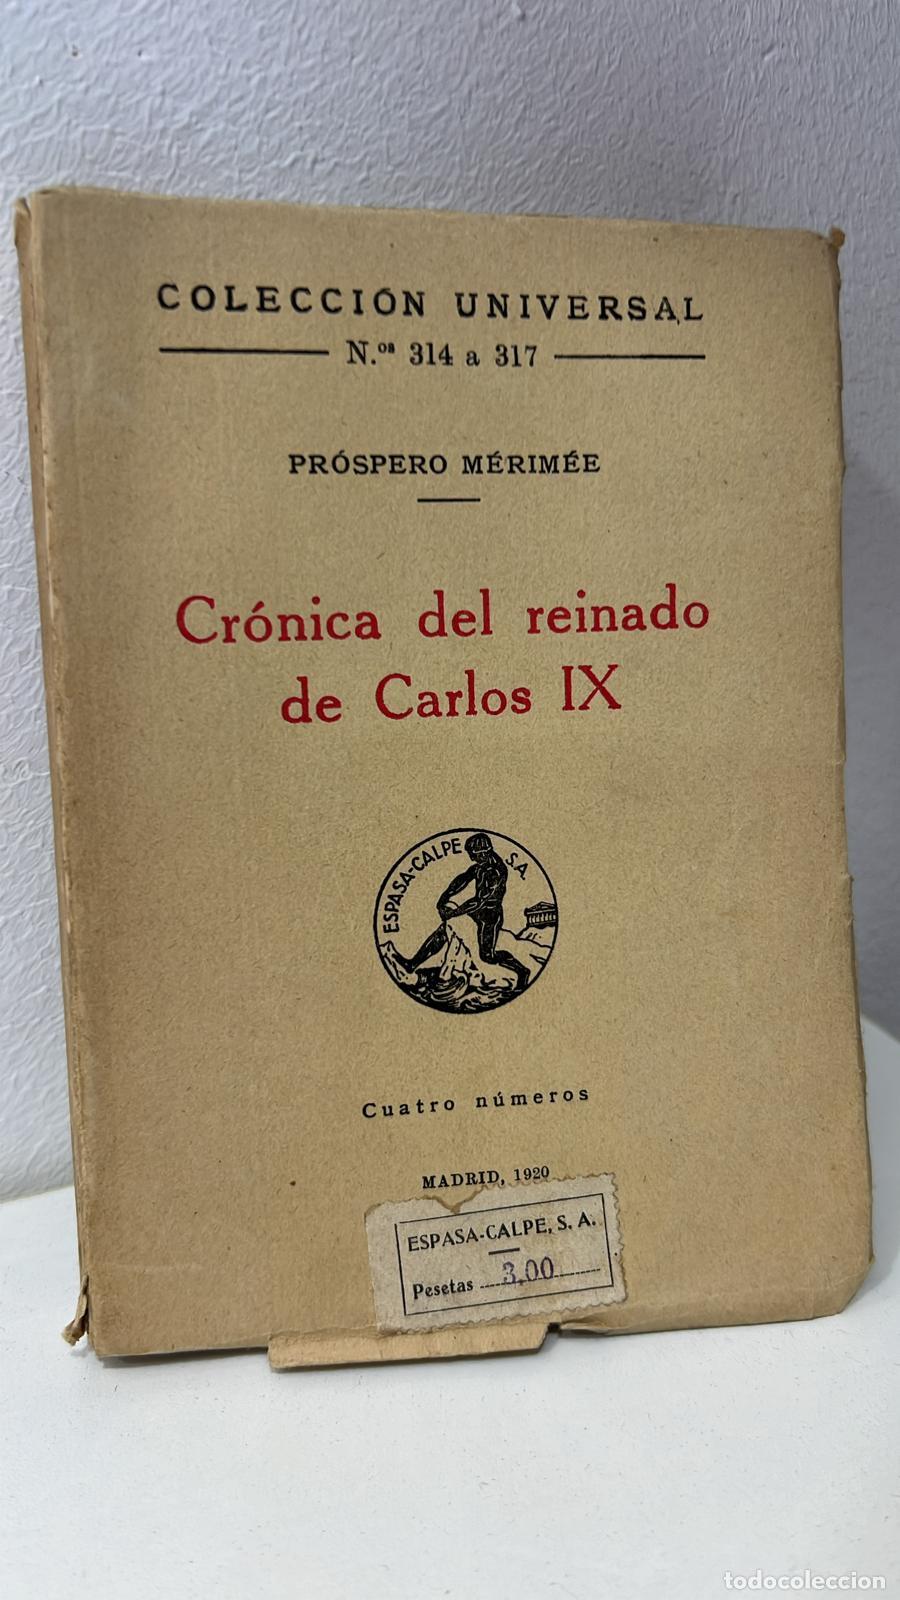 COLECCIÓN UNIVERSAL
N.ºˢ 314 a 317
PRÓSPERO MÉRIMÉE
Crónica del reinado
de Carlos IX
ESPASA-CALPE S.A.
Cuatro números
MADRID, 1920
ESPASA-CALPE, S. A.
Pesetas 3,00
todocoleccion